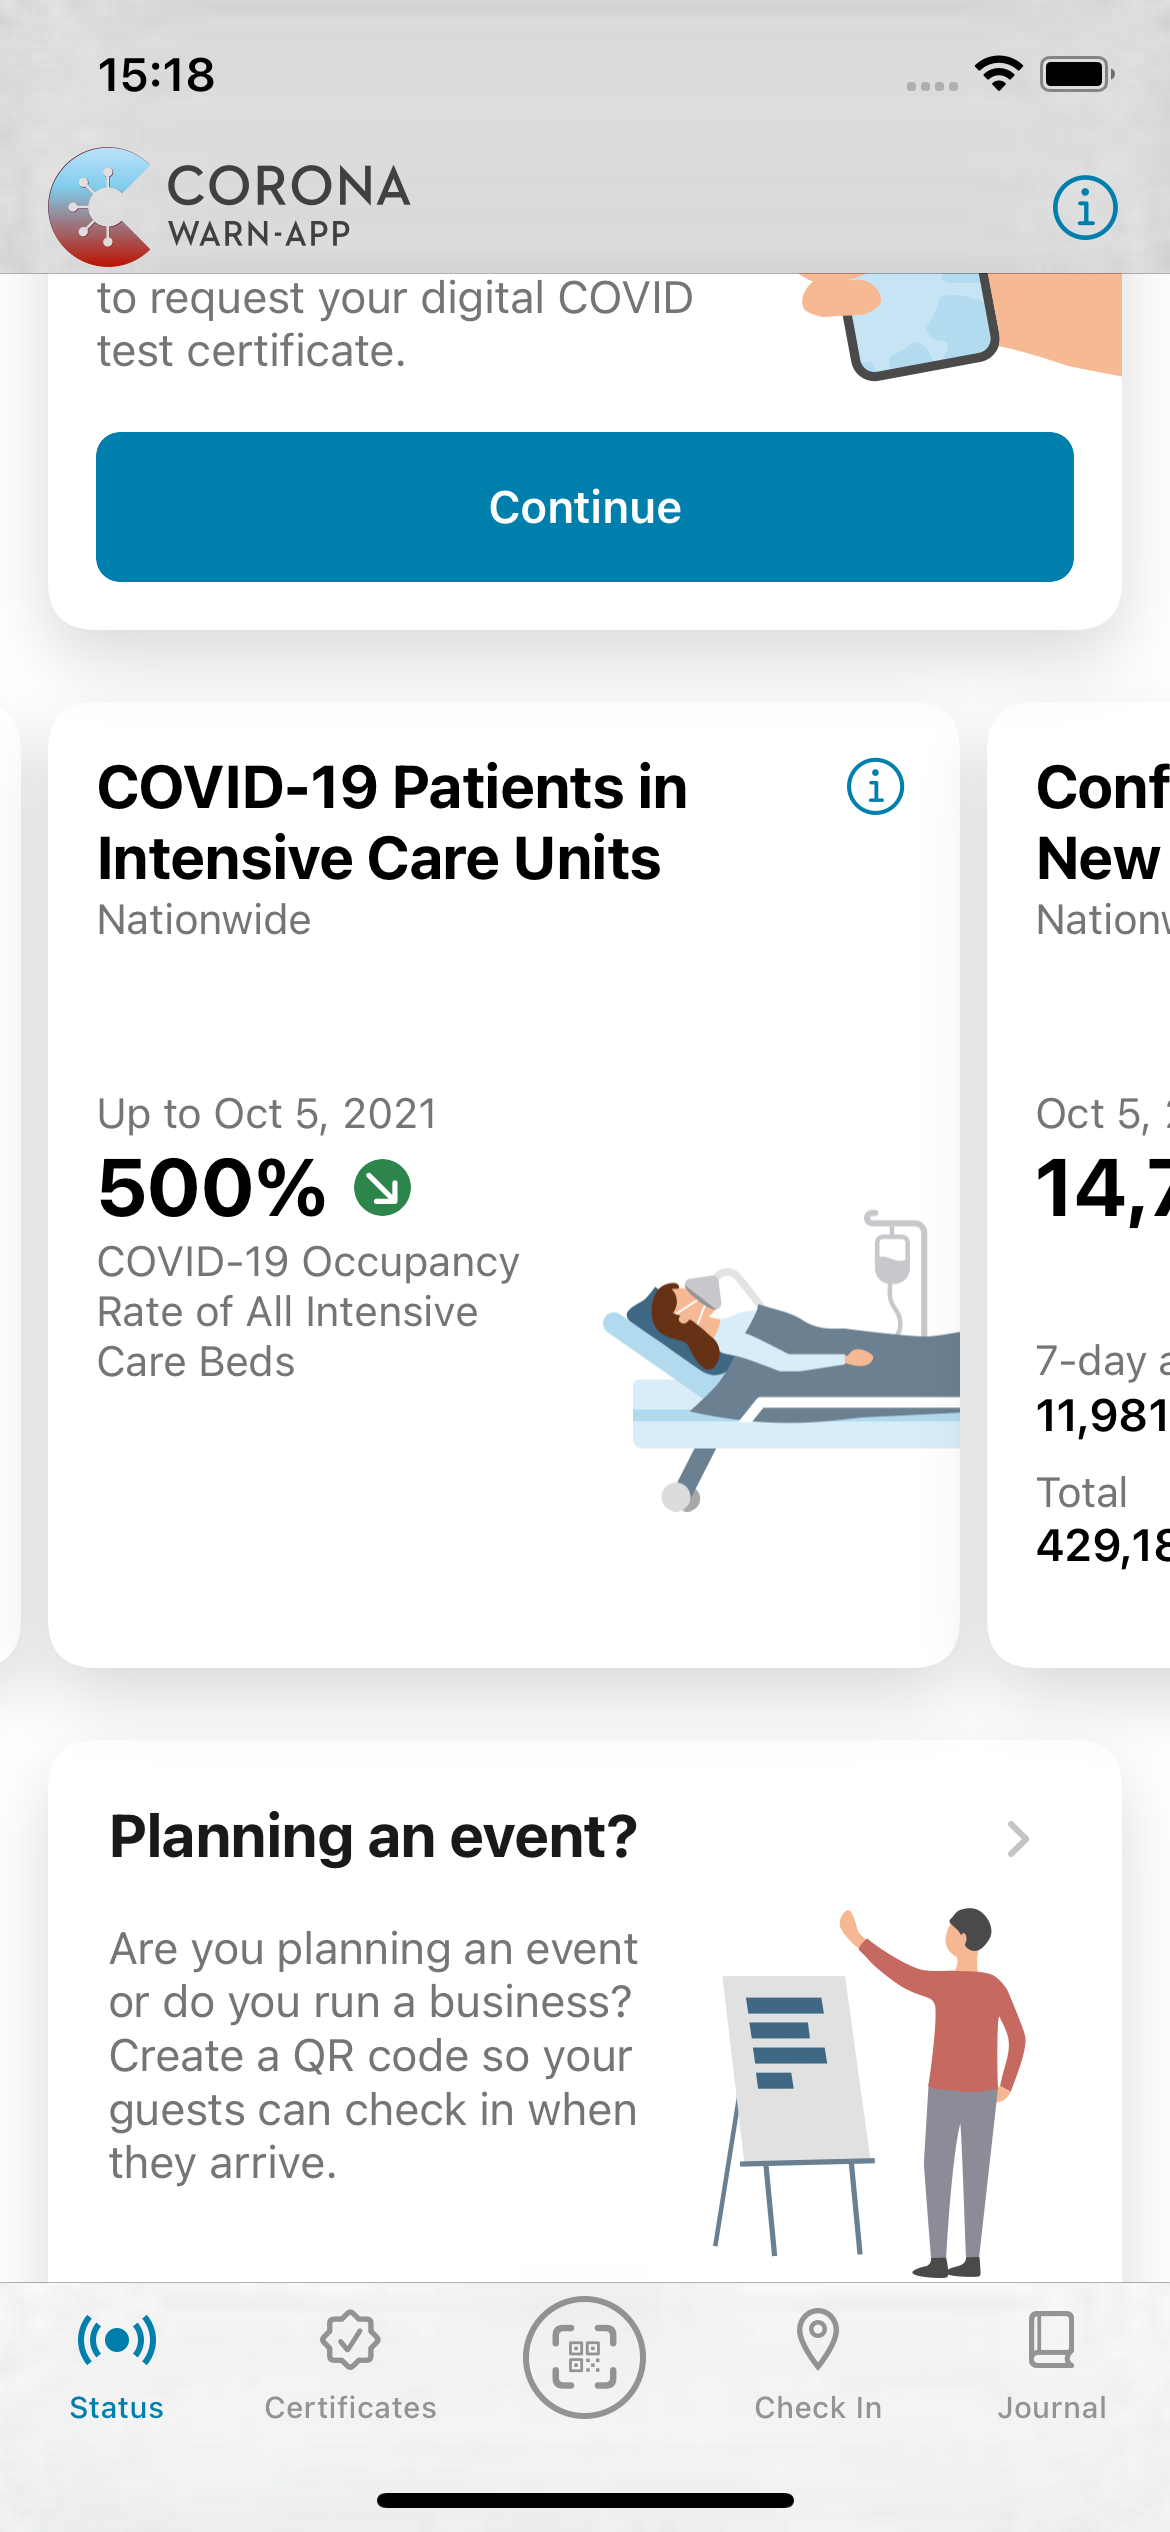 15:18
CORONA
WARN-APP
to request your digital COVID
test certificate.
Continue
COVID-19 Patients in
Intensive Care Units
Nationwide
Up to Oct 5, 2021
500%
COVID-19 Occupancy
Rate of All Intensive
Care Beds
Conf
New
Nationw
Oct 5, 2
14,7
7-day a
11,981
Total
429,18
Planning an event?
Are you planning an event
or do you run a business?
Create a QR code so your
guests can check in when
they arrive.
Status
Certificates
Check In
Journal